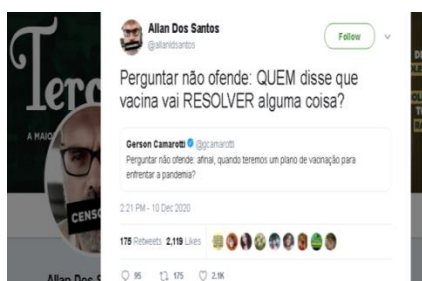 Allan Dos Santos
@allanldsantos
Follow
Perguntar não ofende: QUEM disse que
vacina vai RESOLVER alguma coisa?
Gerson Camarotti @gcamarotti
Perguntar não ofende: afinal, quando teremos um plano de vacinação para
enfrentar a pandemia?
2:21 PM - 10 Dec 2020
175 Retweets 2,119 Likes
95 175 2.1K
Terç
A MAIO
CENSO
Allan Dos S